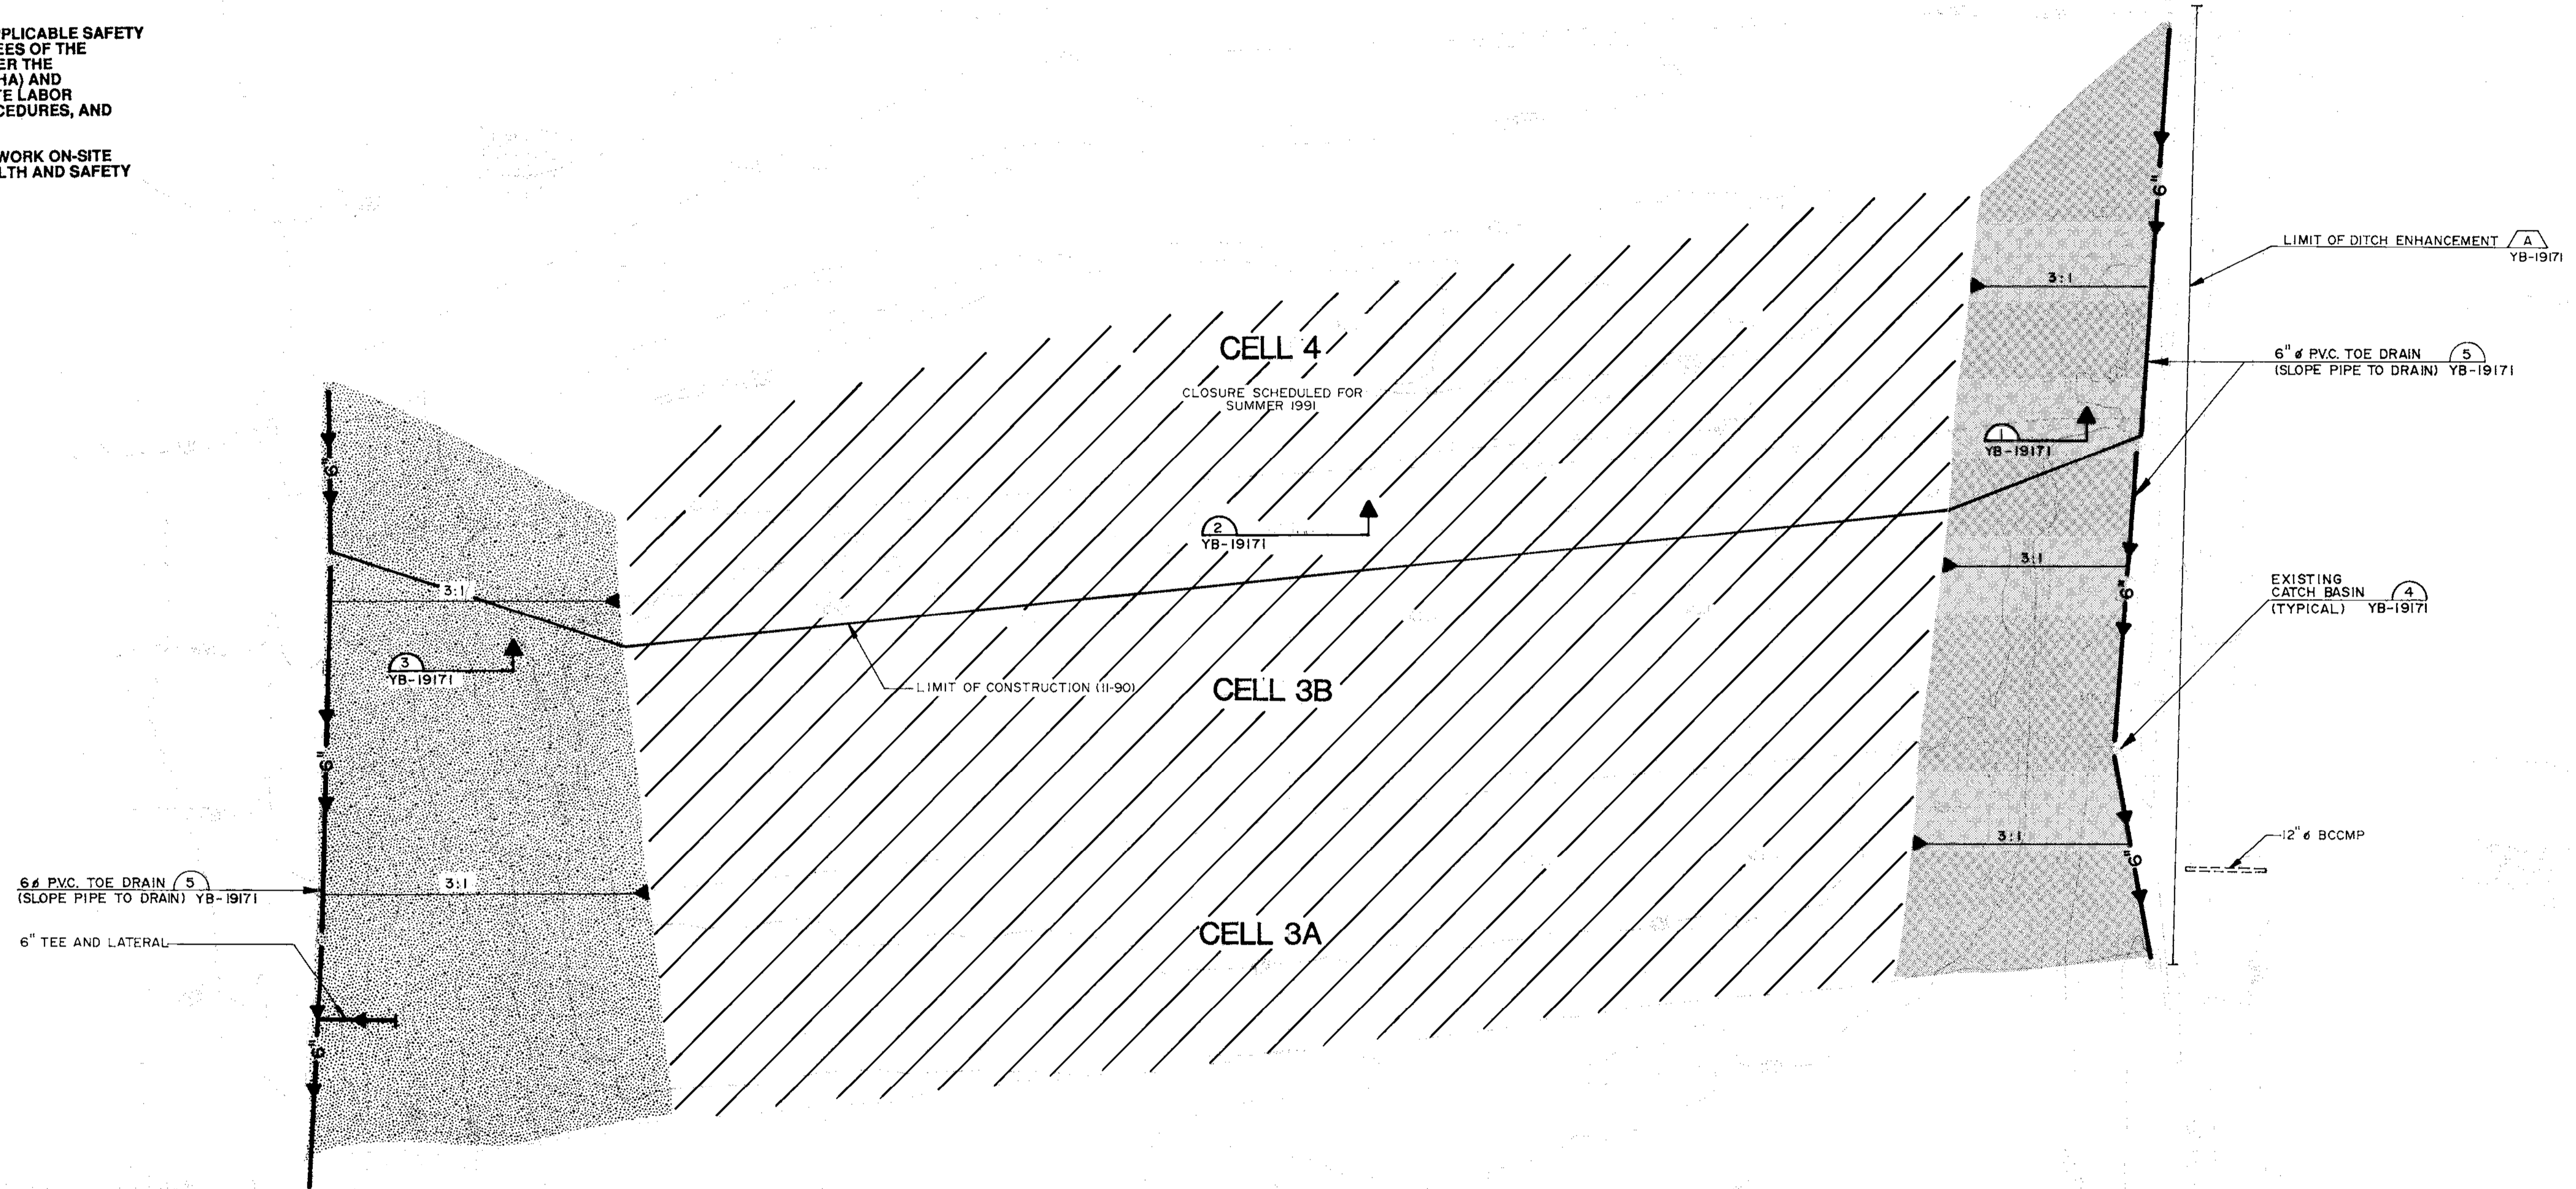 PLICABLE SAFETY
EES OF THE
ER THE
HA) AND
TE LABOR
CEDURES, AND
WORK ON-SITE
LTH AND SAFETY
6"
LIMIT OF DITCH ENHANCEMENT A
YB-19171
3:1
CELL 4
CLOSURE SCHEDULED FOR
SUMMER 1991
6" ø P.V.C. TOE DRAIN 5
(SLOPE PIPE TO DRAIN) YB-19171
1
YB-19171
6"
2
YB-19171
3:1
3:1
6"
EXISTING
CATCH BASIN 4
(TYPICAL) YB-19171
3
YB-19171
LIMIT OF CONSTRUCTION (11-90)
CELL 3B
6"
3:1
6"
12" ø BCCMP
6ø P.V.C. TOE DRAIN 5
(SLOPE PIPE TO DRAIN) YB-19171
3:1
6" TEE AND LATERAL
CELL 3A
6"